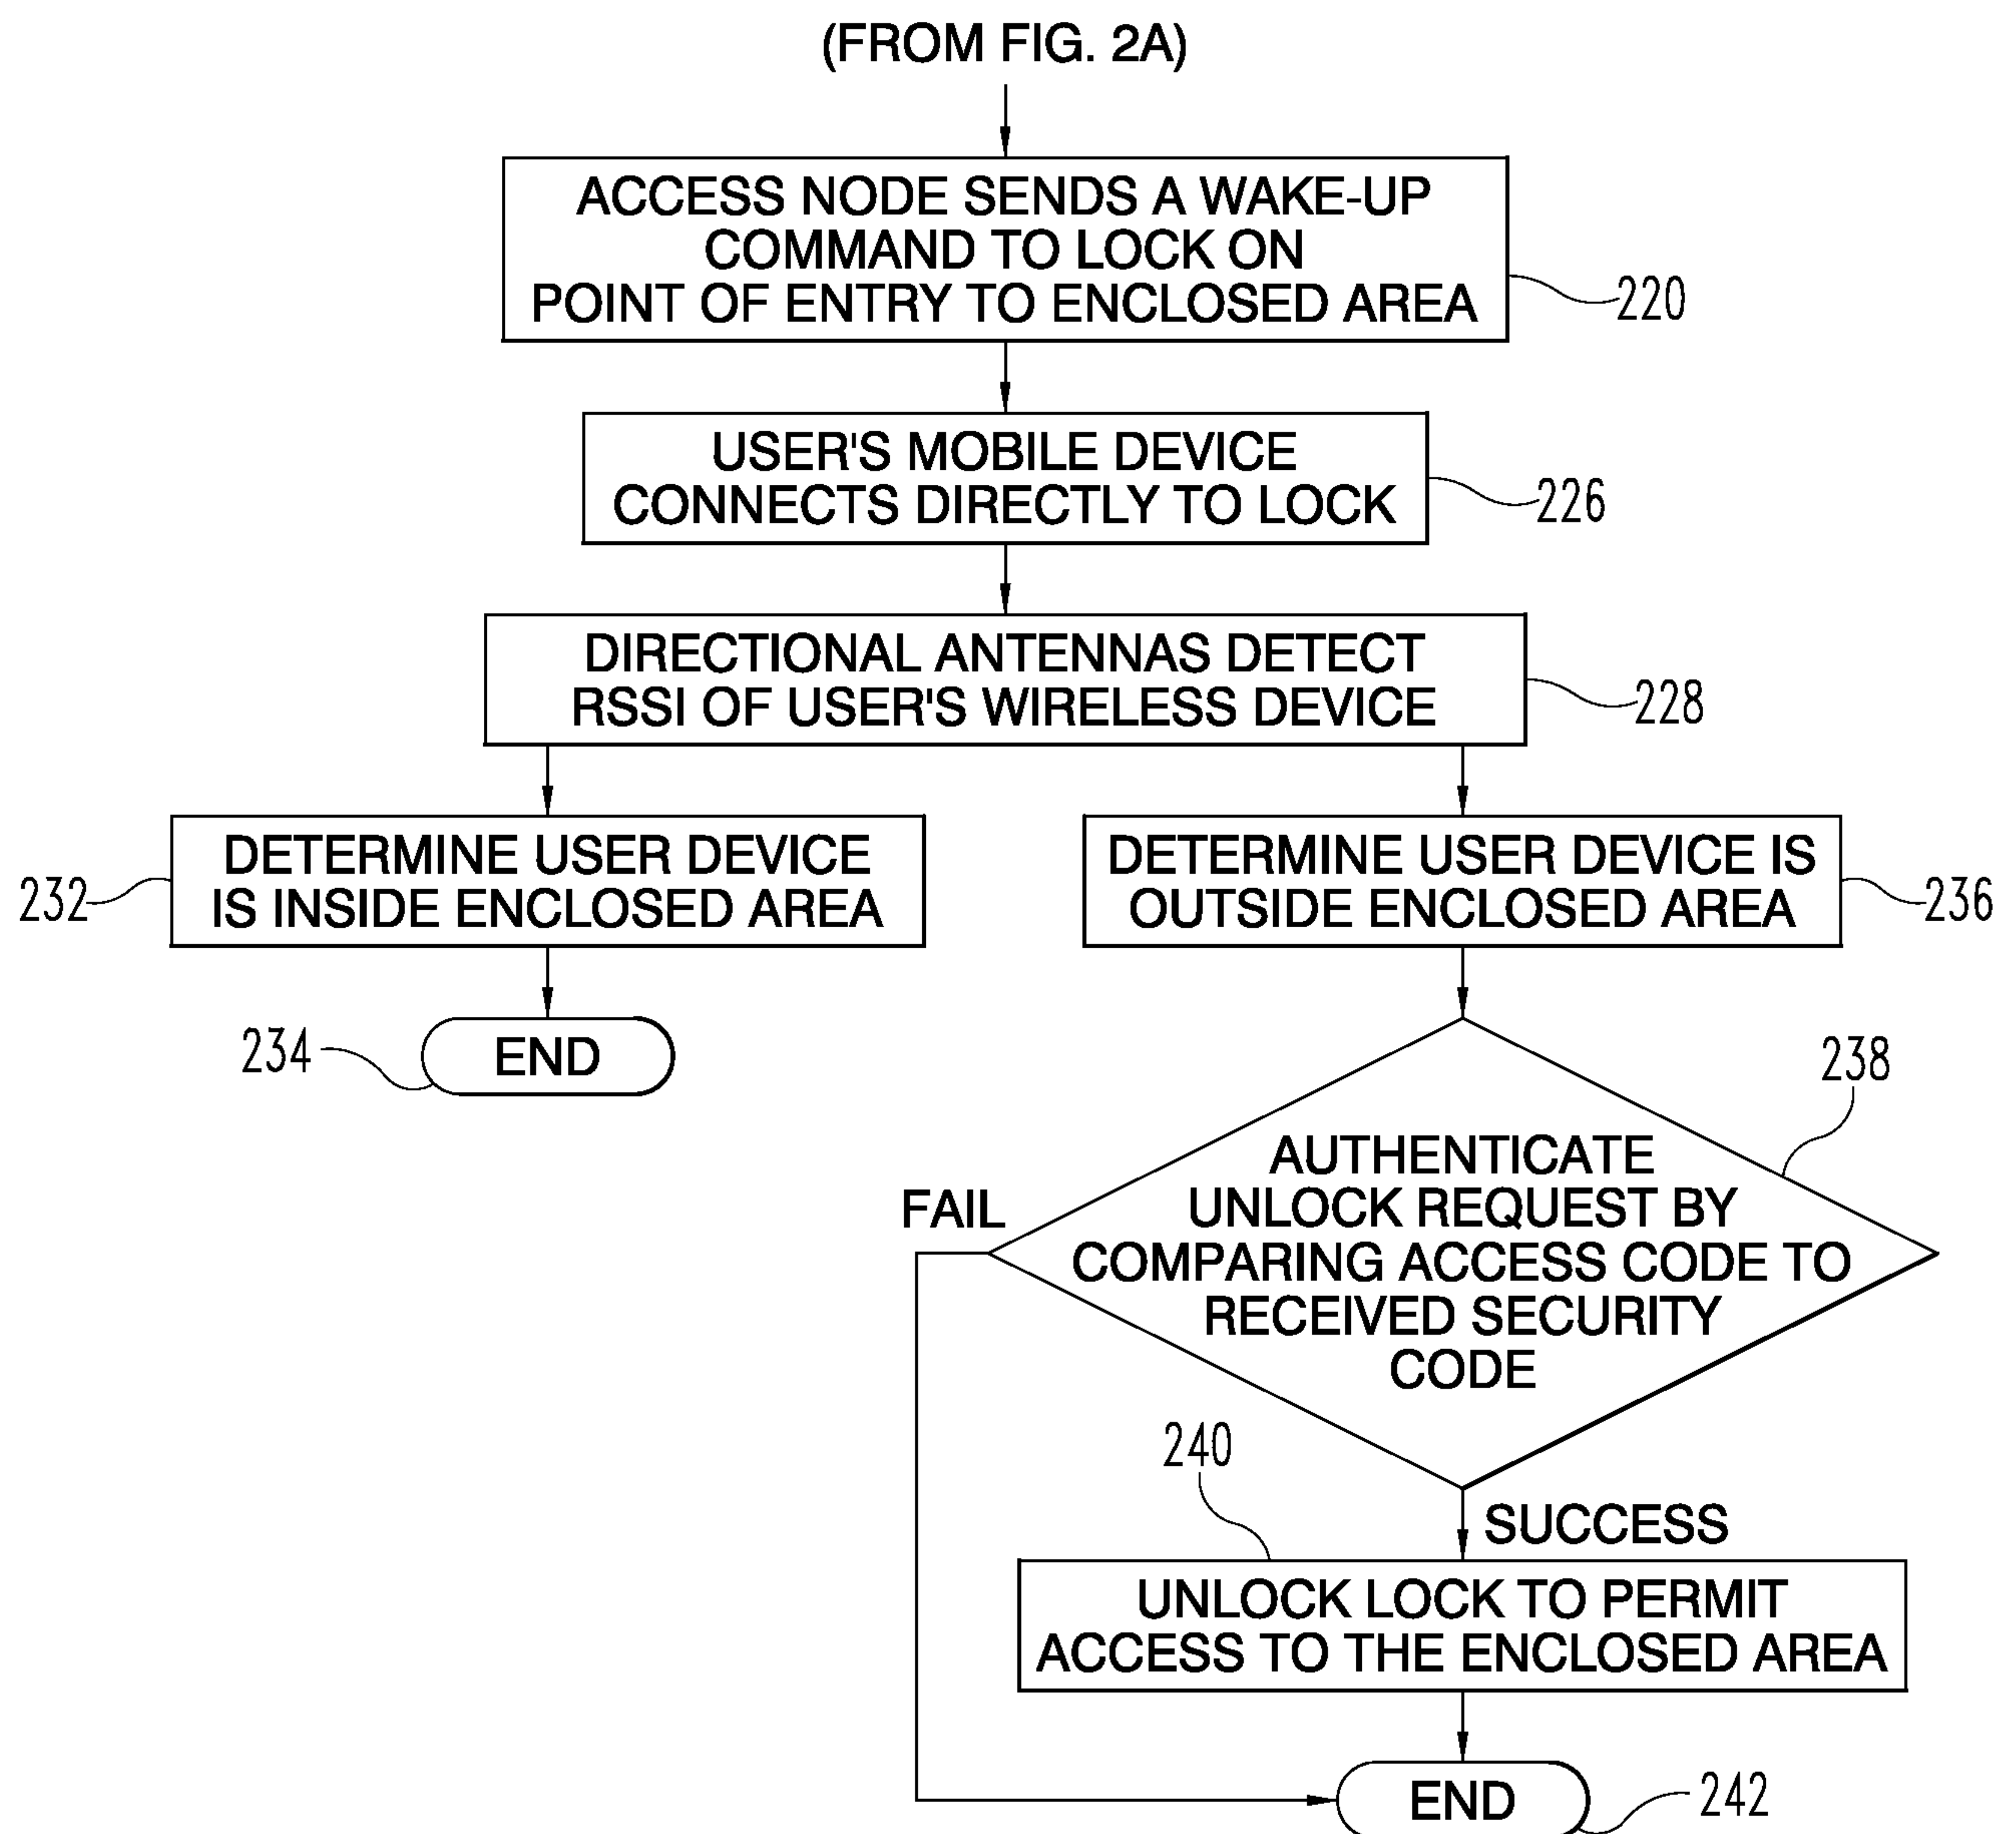 (FROM FIG. 2A)
ACCESS NODE SENDS A WAKE-UP
COMMAND TO LOCK ON
POINT OF ENTRY TO ENCLOSED AREA
220
USER'S MOBILE DEVICE
CONNECTS DIRECTLY TO LOCK
226
DIRECTIONAL ANTENNAS DETECT
RSSI OF USER'S WIRELESS DEVICE
228
232
DETERMINE USER DEVICE
IS INSIDE ENCLOSED AREA
DETERMINE USER DEVICE IS
OUTSIDE ENCLOSED AREA
236
234
END
238
AUTHENTICATE
UNLOCK REQUEST BY
COMPARING ACCESS CODE TO
RECEIVED SECURITY
CODE
FAIL
240
SUCCESS
UNLOCK LOCK TO PERMIT
ACCESS TO THE ENCLOSED AREA
END
242